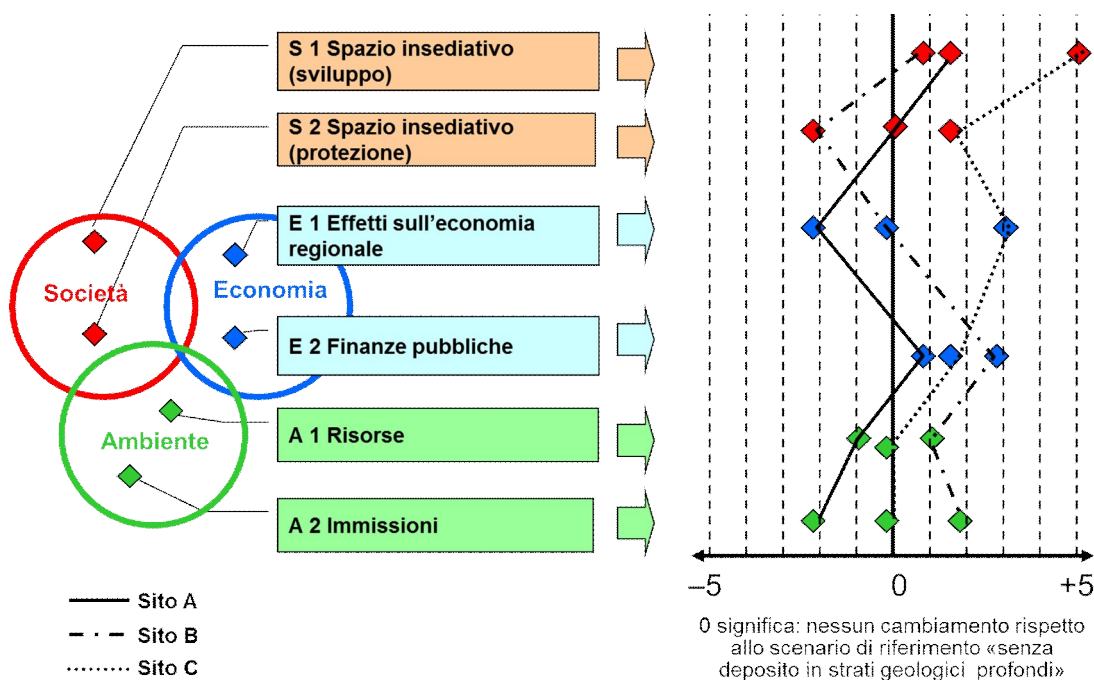 S 1 Spazio insediativo
(sviluppo)
S 2 Spazio insediativo
(protezione)
E 1 Effetti sull'economia
regionale
E 2 Finanze pubbliche
A 1 Risorse
A 2 Immissioni
Società
Economia
Ambiente
Sito A
Sito B
Sito C
–5 0 +5
0 significa: nessun cambiamento rispetto
allo scenario di riferimento «senza
deposito in strati geologici profondi»